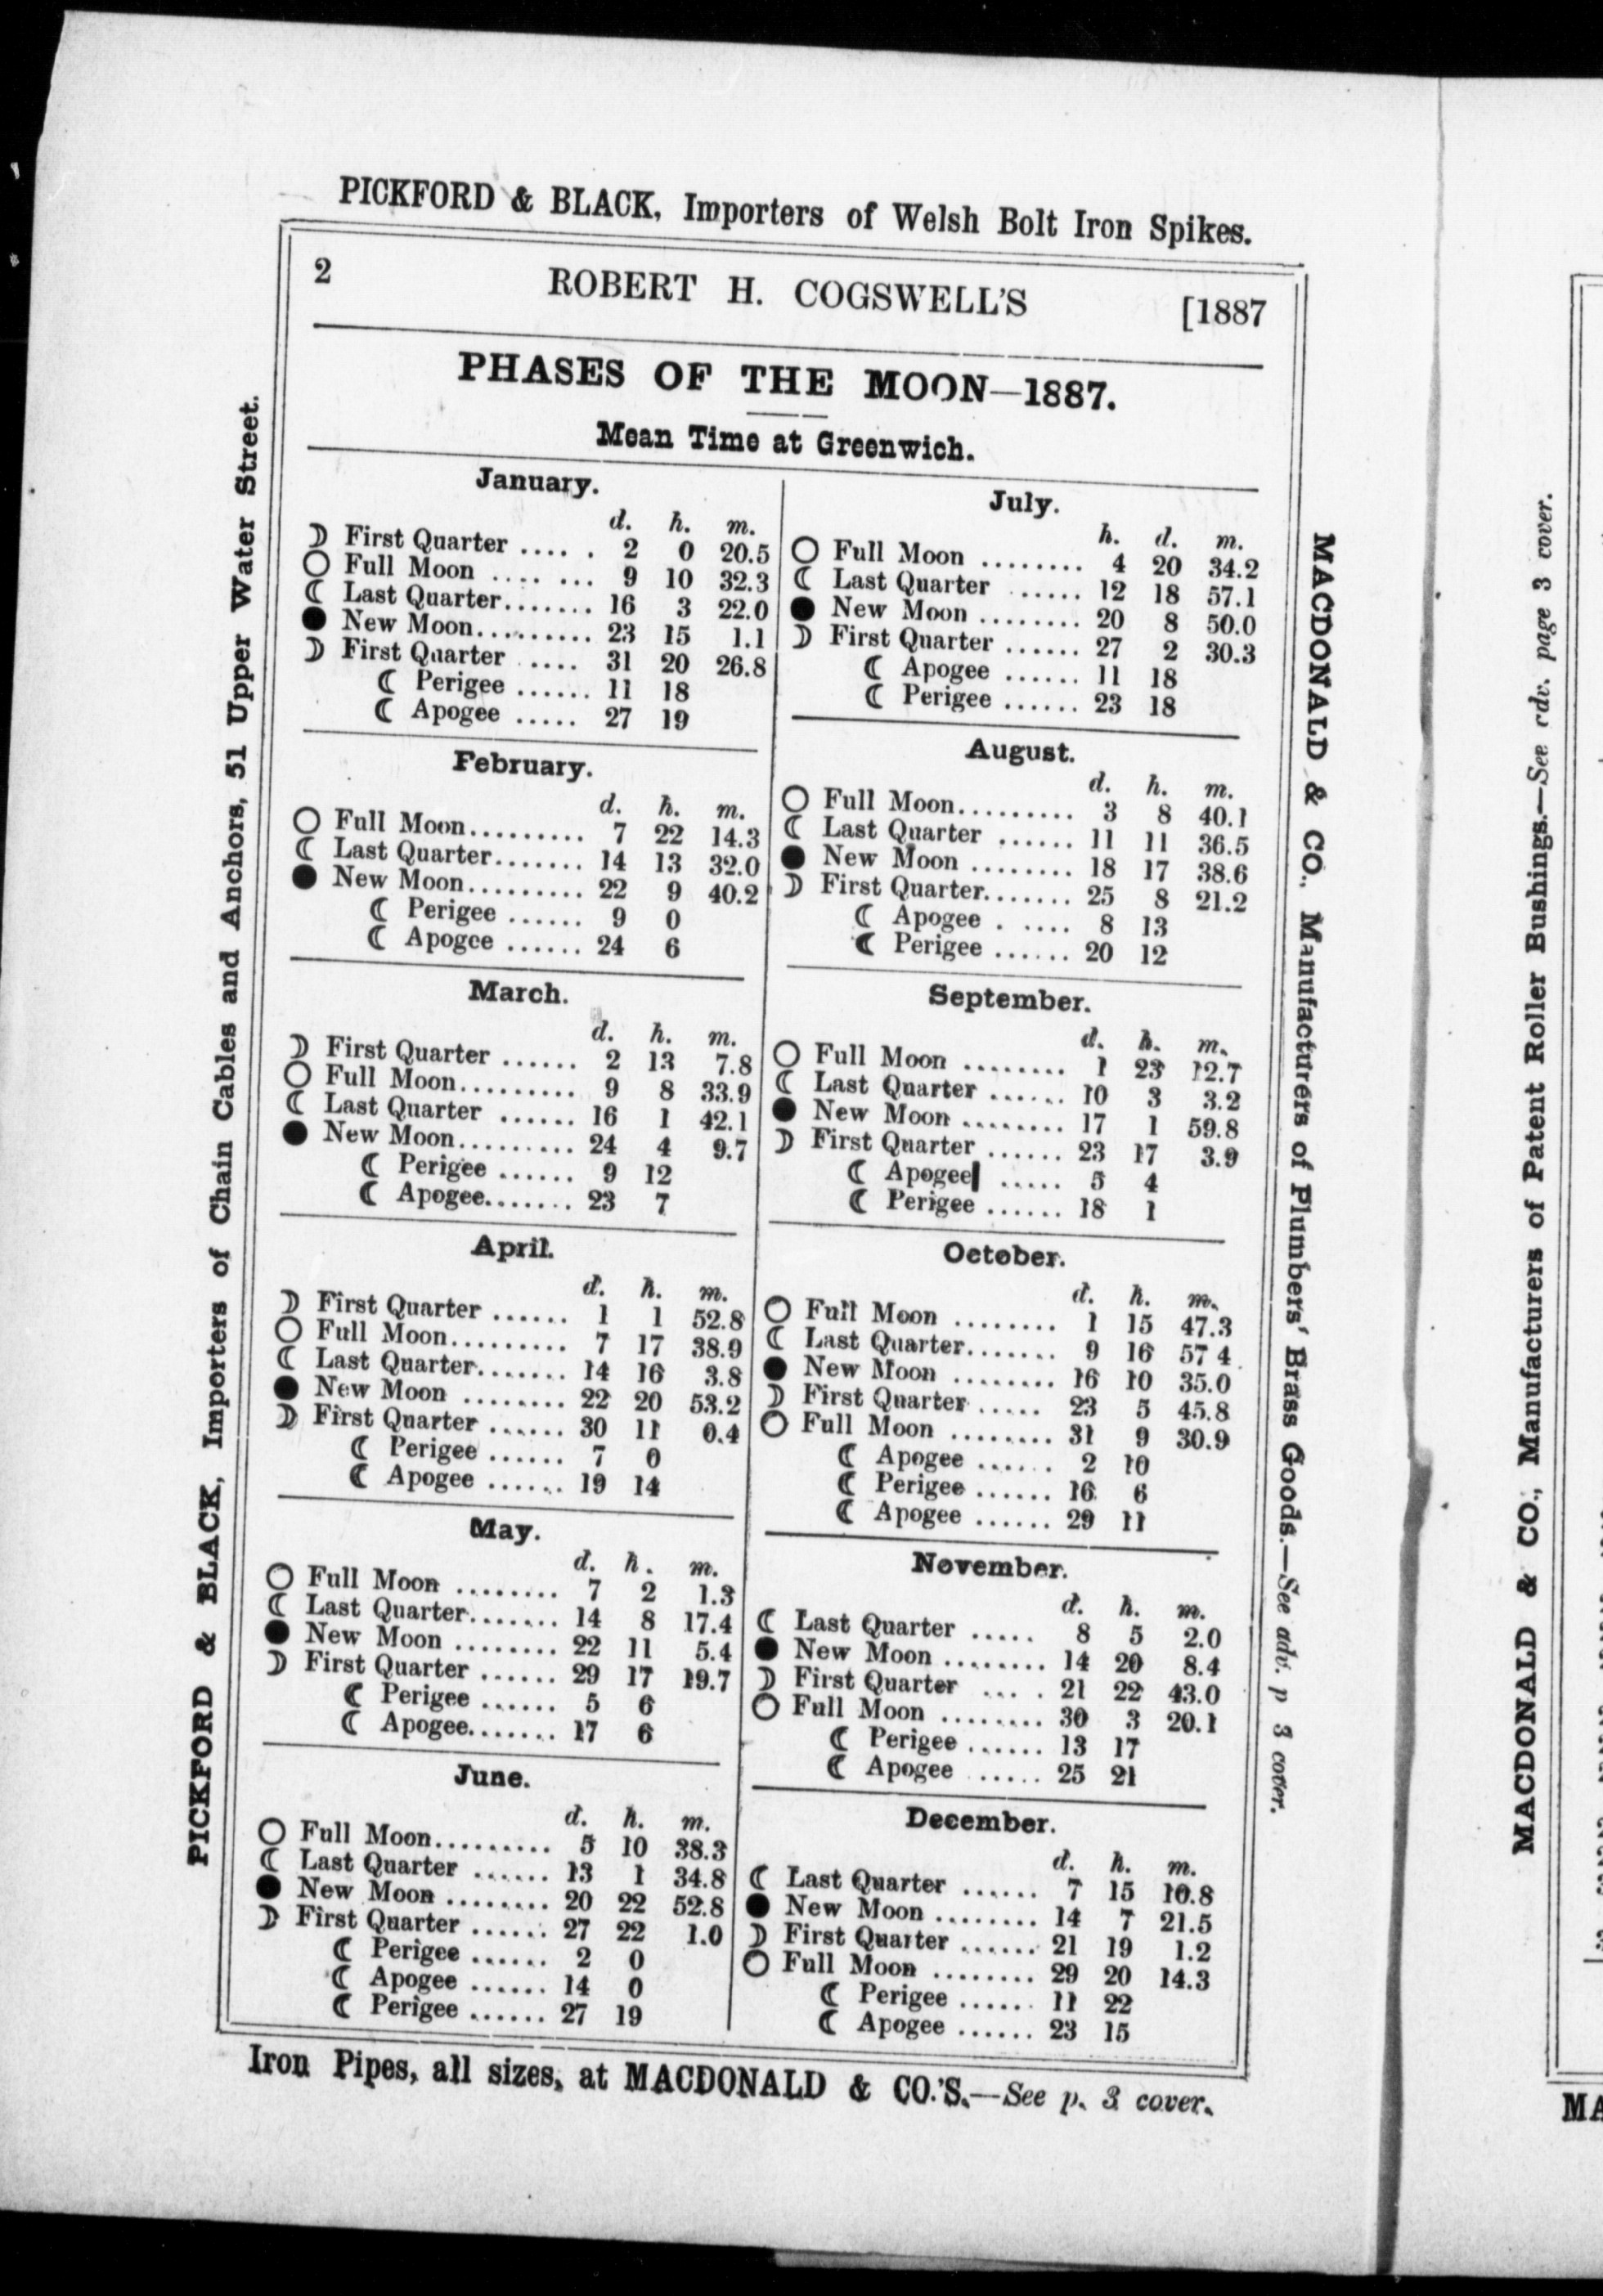 PICKFORD & BLACK, Importers of Welsh Bolt Iron Spikes.
2 ROBERT H. COGSWELL'S [1887
PHASES OF THE MOON—1887.
Mean Time at Greenwich.
January.
d. h. m.
☽ First Quarter ..... 2 0 20.5
○ Full Moon ....... 9 10 32.3
☾ Last Quarter....... 16 3 22.0
● New Moon......... 23 15 1.1
☽ First Quarter ..... 31 20 26.8
☾ Perigee ...... 11 18
☾ Apogee ..... 27 19
February.
d. h. m.
○ Full Moon......... 7 22 14.3
☾ Last Quarter....... 14 13 32.0
● New Moon......... 22 9 40.2
☾ Perigee ...... 9 0
☾ Apogee ...... 24 6
March.
d. h. m.
☽ First Quarter ...... 2 13 7.8
○ Full Moon......... 9 8 33.9
☾ Last Quarter ...... 16 1 42.1
● New Moon......... 24 4 9.7
☾ Perigee ...... 9 12
☾ Apogee....... 23 7
April.
d. h. m.
☽ First Quarter ...... 1 1 52.8
○ Full Moon......... 7 17 38.9
☾ Last Quarter....... 14 16 3.8
● New Moon ........ 22 20 53.2
☽ First Quarter ...... 30 11 0.4
☾ Perigee ...... 7 0
☾ Apogee ...... 19 14
May.
d. h. m.
○ Full Moon ........ 7 2 1.3
☾ Last Quarter....... 14 8 17.4
● New Moon ........ 22 11 5.4
☽ First Quarter ...... 29 17 19.7
☾ Perigee ...... 5 6
☾ Apogee....... 17 6
June.
d. h. m.
○ Full Moon.......... 5 10 38.3
☾ Last Quarter ...... 13 1 34.8
● New Moon ........ 20 22 52.8
☽ First Quarter ...... 27 22 1.0
☾ Perigee ...... 2 0
☾ Apogee ...... 14 0
☾ Perigee ...... 27 19
July.
h. d. m.
○ Full Moon ........ 4 20 34.2
☾ Last Quarter ...... 12 18 57.1
● New Moon ........ 20 8 50.0
☽ First Quarter ...... 27 2 30.3
☾ Apogee ...... 11 18
☾ Perigee ...... 23 18
August.
d. h. m.
○ Full Moon......... 3 8 40.1
☾ Last Quarter ...... 11 11 36.5
● New Moon ........ 18 17 38.6
☽ First Quarter....... 25 8 21.2
☾ Apogee . .... 8 13
☾ Perigee ...... 20 12
September.
d. h. m.
○ Full Moon ........ 1 23 12.7
☾ Last Quarter ...... 10 3 3.2
● New Moon ........ 17 1 59.8
☽ First Quarter ...... 23 17 3.9
☾ Apogee ..... 5 4
☾ Perigee ...... 18 1
October.
d. h. m.
○ Full Moon ........ 1 15 47.3
☾ Last Quarter....... 9 16 57 4
● New Moon ........ 16 10 35.0
☽ First Quarter ..... 23 5 45.8
○ Full Moon ........ 31 9 30.9
☾ Apogee ...... 2 10
☾ Perigee ...... 16 6
☾ Apogee ...... 29 11
November.
d. h. m.
☾ Last Quarter ..... 8 5 2.0
● New Moon ........ 14 20 8.4
☽ First Quarter .... 21 22 43.0
○ Full Moon ........ 30 3 20.1
☾ Perigee ...... 13 17
☾ Apogee ..... 25 21
December.
d. h. m.
☾ Last Quarter ...... 7 15 10.8
● New Moon ........ 14 7 21.5
☽ First Quarter ...... 21 19 1.2
○ Full Moon ........ 29 20 14.3
☾ Perigee ...... 11 22
☾ Apogee ...... 23 15
Iron Pipes, all sizes, at MACDONALD & CO.'S.—See p. 3 cover.
PICKFORD & BLACK, Importers of Chain Cables and Anchors, 51 Upper Water Street.
MACDONALD & CO., Manufacturers of Plumbers' Brass Goods.—See adv. p 3 cover.
MACDONALD & CO., Manufacturers of Patent Roller Bushings.—See rdv. page 3 cover.
MA